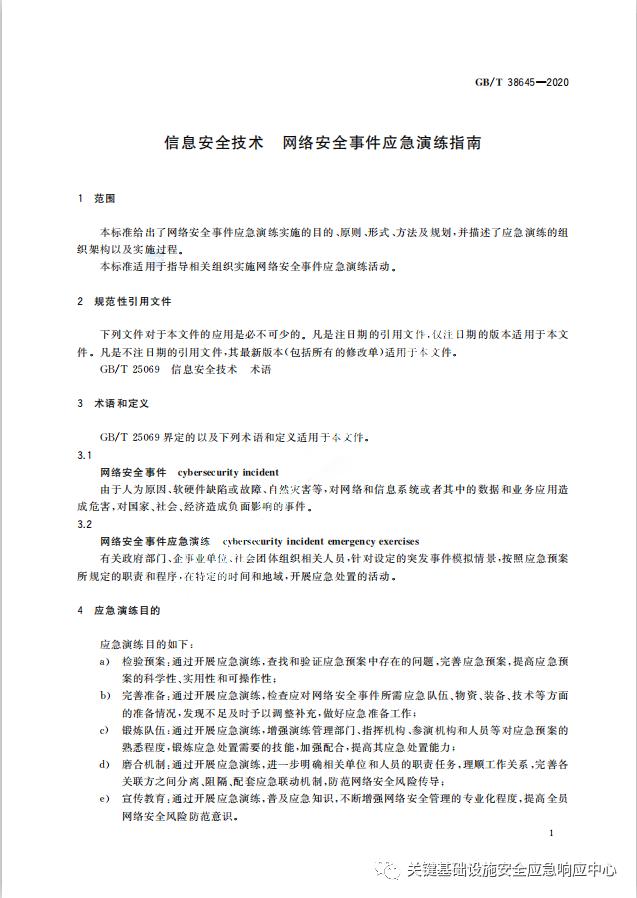 GB/T 38645—2020
信息安全技术 网络安全事件应急演练指南
1 范围
本标准给出了网络安全事件应急演练实施的目的、原则、形式、方法及规划,并描述了应急演练的组
织架构以及实施过程。
本标准适用于指导相关组织实施网络安全事件应急演练活动。
2 规范性引用文件
下列文件对于本文件的应用是必不可少的。凡是注日期的引用文件,仅注日期的版本适用于本文
件。凡是不注日期的引用文件,其最新版本(包括所有的修改单)适用于本文件。
GB/T 25069 信息安全技术 术语
3 术语和定义
GB/T 25069 界定的以及下列术语和定义适用于本文件。
3.1
网络安全事件 cybersecurity incident
由于人为原因、软硬件缺陷或故障、自然灾害等,对网络和信息系统或者其中的数据和业务应用造
成危害,对国家、社会、经济造成负面影响的事件。
3.2
网络安全事件应急演练 cybersecurity incident emergency exercises
有关政府部门、企事业单位、社会团体组织相关人员,针对设定的突发事件模拟情景,按照应急预案
所规定的职责和程序,在特定的时间和地域,开展应急处置的活动。
4 应急演练目的
应急演练目的如下:
a) 检验预案:通过开展应急演练,查找和验证应急预案中存在的问题,完善应急预案,提高应急预
案的科学性、实用性和可操作性;
b) 完善准备:通过开展应急演练,检查应对网络安全事件所需应急队伍、物资、装备、技术等方面
的准备情况,发现不足及时予以调整补充,做好应急准备工作;
c) 锻炼队伍:通过开展应急演练,增强演练管理部门、指挥机构、参演机构和人员等对应急预案的
熟悉程度,锻炼应急处置需要的技能,加强配合,提高其应急处置能力;
d) 磨合机制:通过开展应急演练,进一步明确相关单位和人员的职责任务,理顺工作关系,完善各
关联方之间分离、阻隔、配套应急联动机制,防范网络安全风险传导;
e) 宣传教育:通过开展应急演练,普及应急知识,不断增强网络安全管理的专业化程度,提高全员
网络安全风险防范意识。
1
关键基础设施安全应急响应中心